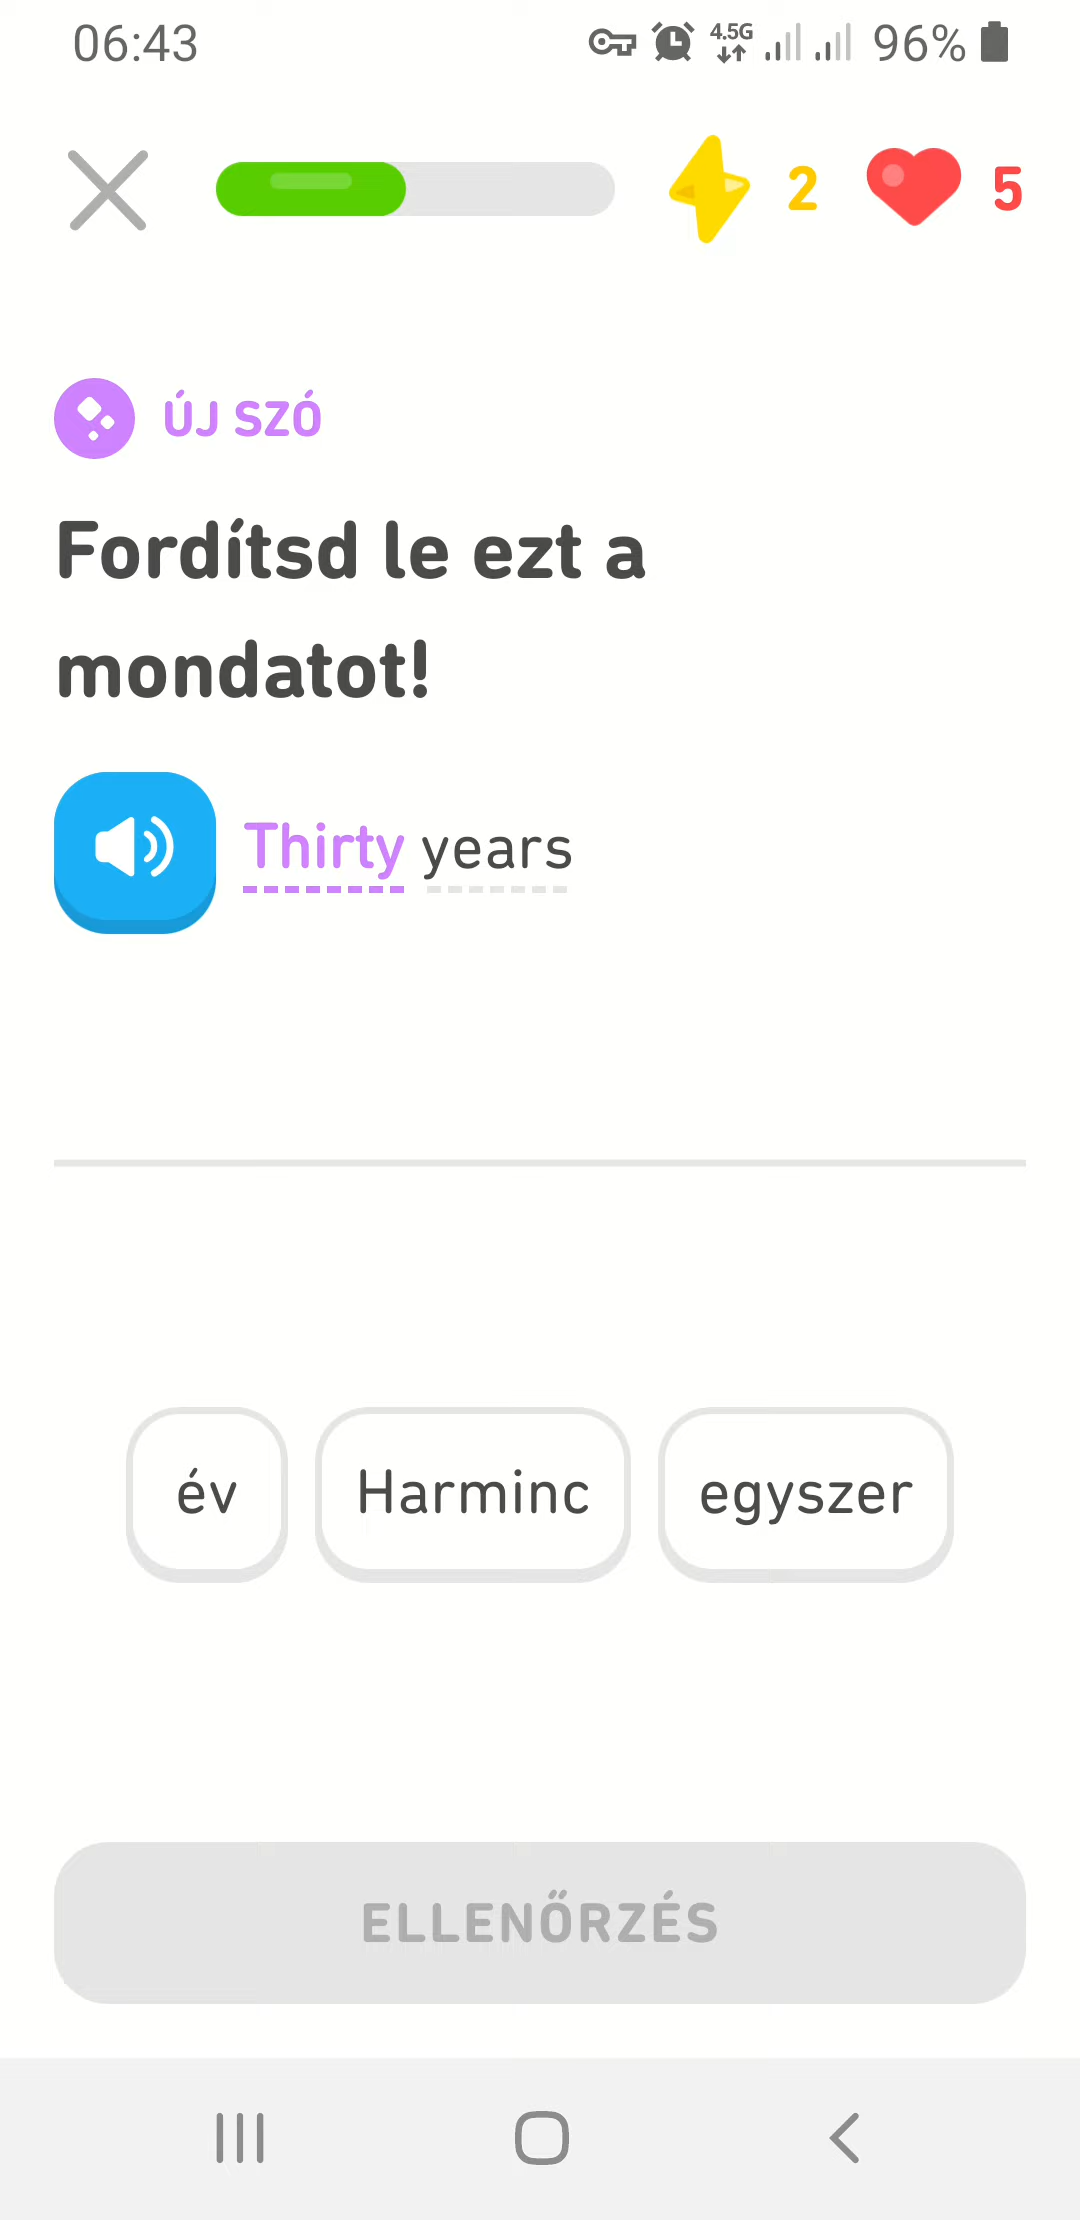 06:43 4.5G 96%
2 5
ÚJ SZÓ
Fordítsd le ezt a
mondatot!
Thirty years
év Harminc egyszer
ELLENŐRZÉS